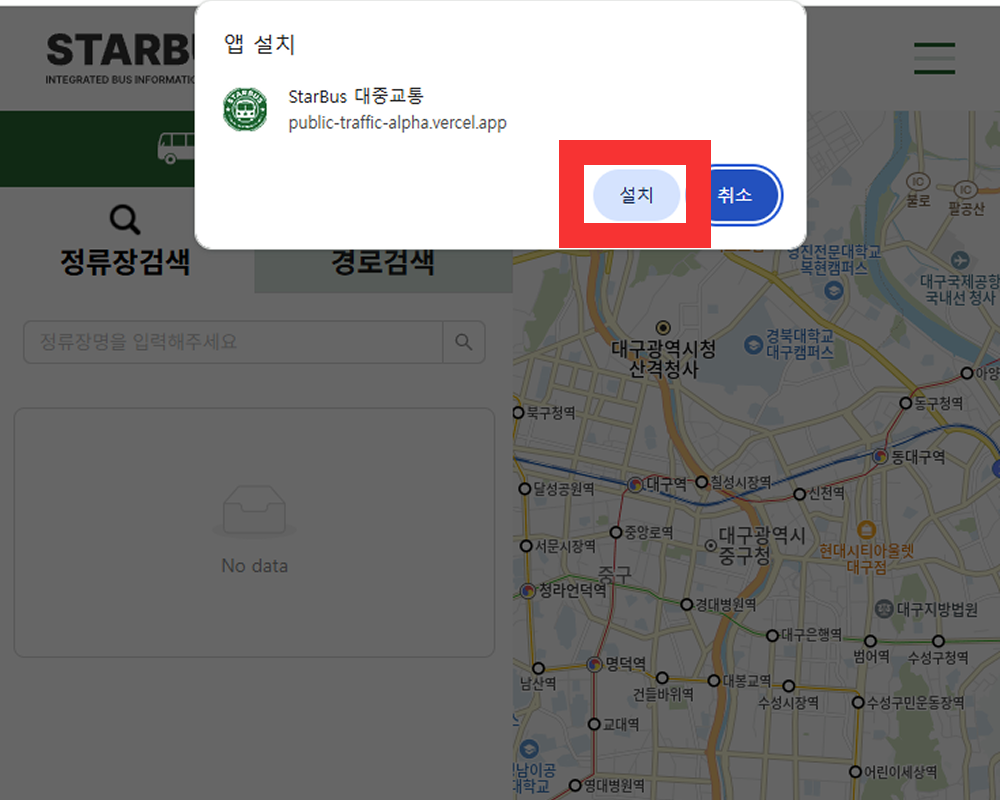 앱 설치
StarBus 대중교통
public-traffic-alpha.vercel.app
설치
취소
STARB
INTEGRATED BUS INFORMATIO
정류장검색
경로검색
정류장명을 입력해주세요
No data
IC
불로
IC
팔공산
영진전문대학교
복현캠퍼스
대구국제공항
국내선 청사
대구광역시청
산격청사
경북대학교
대구캠퍼스
아양
동구청역
북구청역
동대구역
달성공원역
대구역
칠성시장역
신천역
중앙로역
대구광역시
중구청
서문시장역
현대시티아울렛
대구점
중구
청라언덕역
경대병원역
대구지방법원
대구은행역
범어역
수성구청역
명덕역
남산역
건들바위역
대봉교역
수성시장역
수성구민운동장역
교대역
영남이공
대학교
어린이세상역
영대병원역